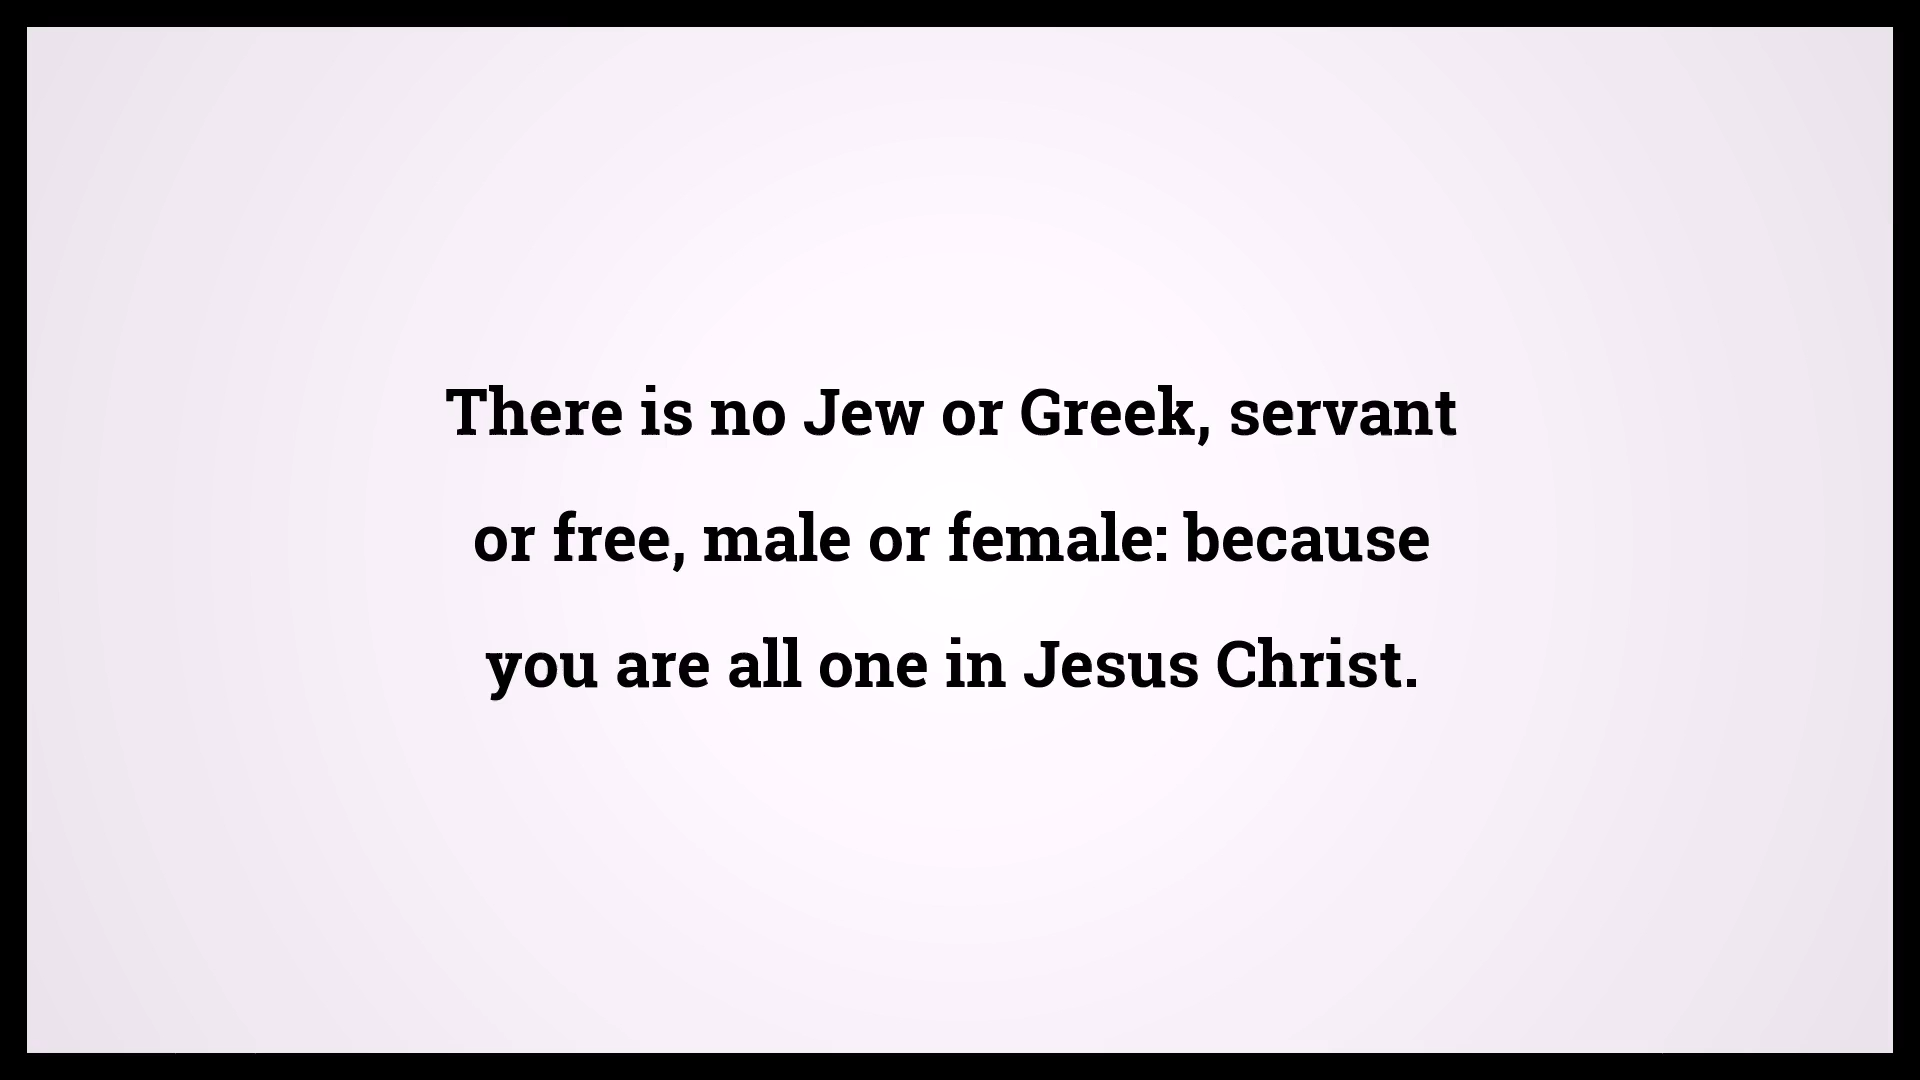 There is no Jew or Greek, servant
or free, male or female: because
you are all one in Jesus Christ.